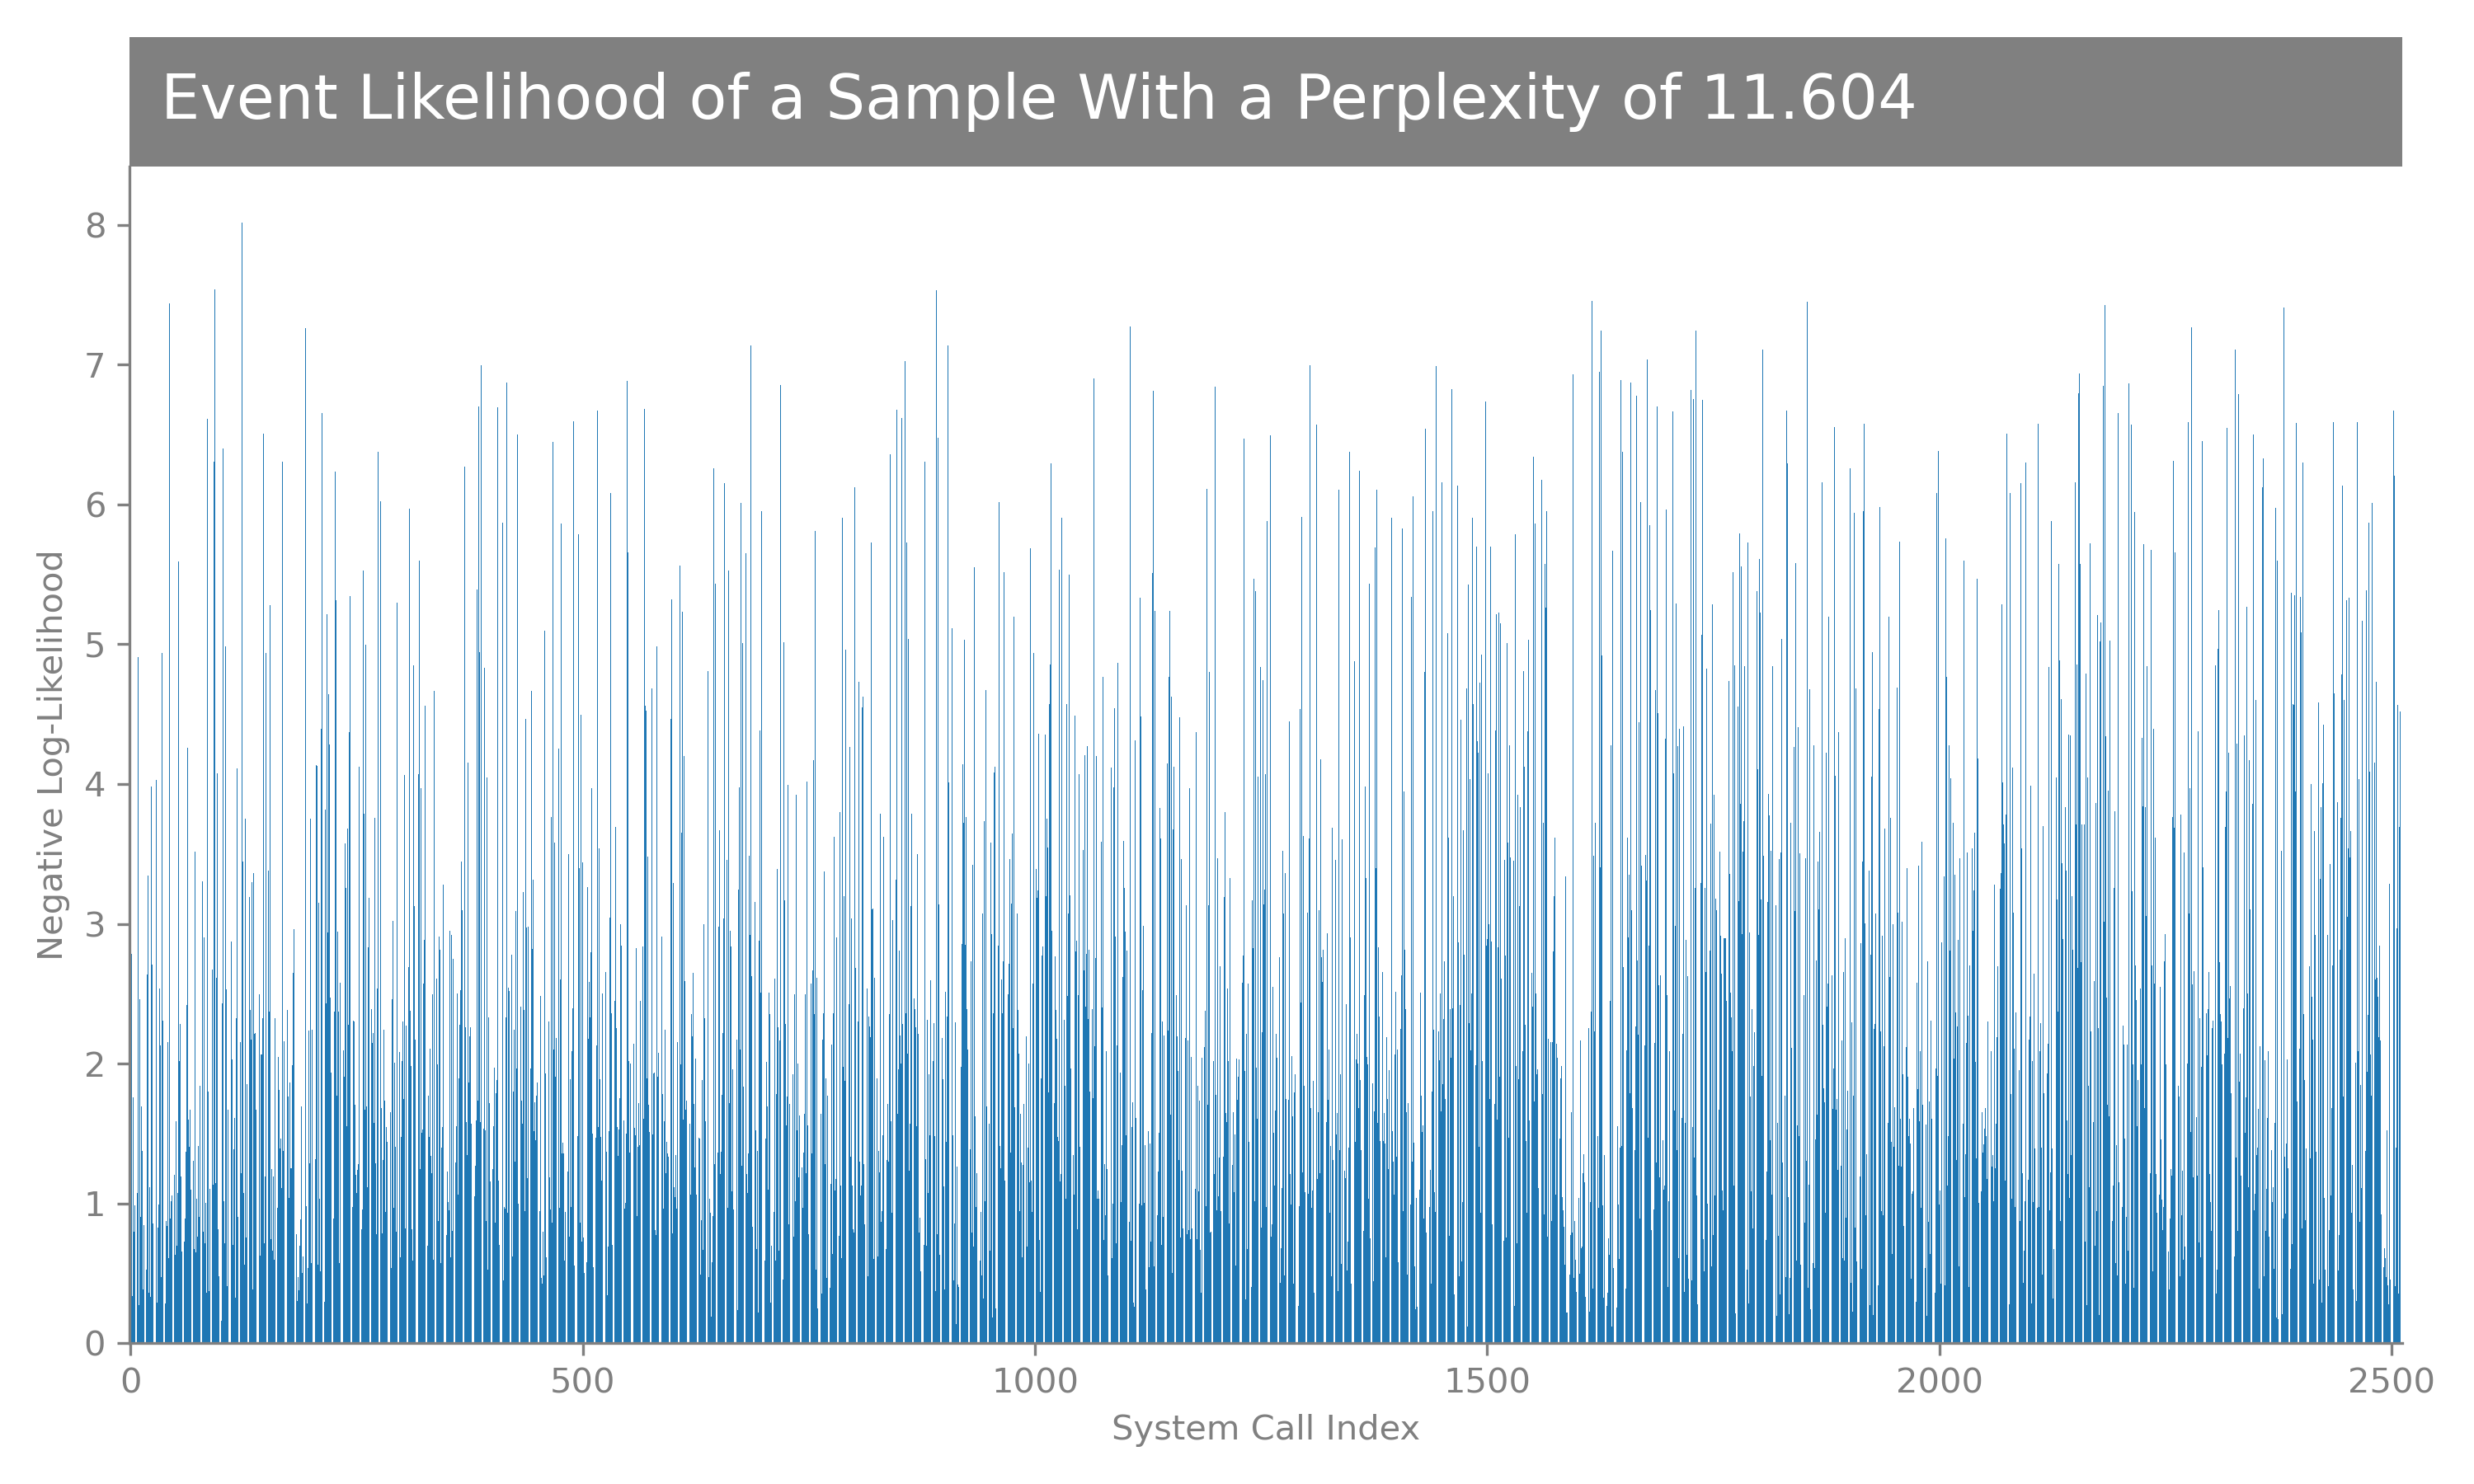 Event Likelihood of a Sample With a Perplexity of 11.604
8
7
6
5
4
3
2
1
0
Negative Log-Likelihood
0 500 1000 1500 2000 2500
System Call Index